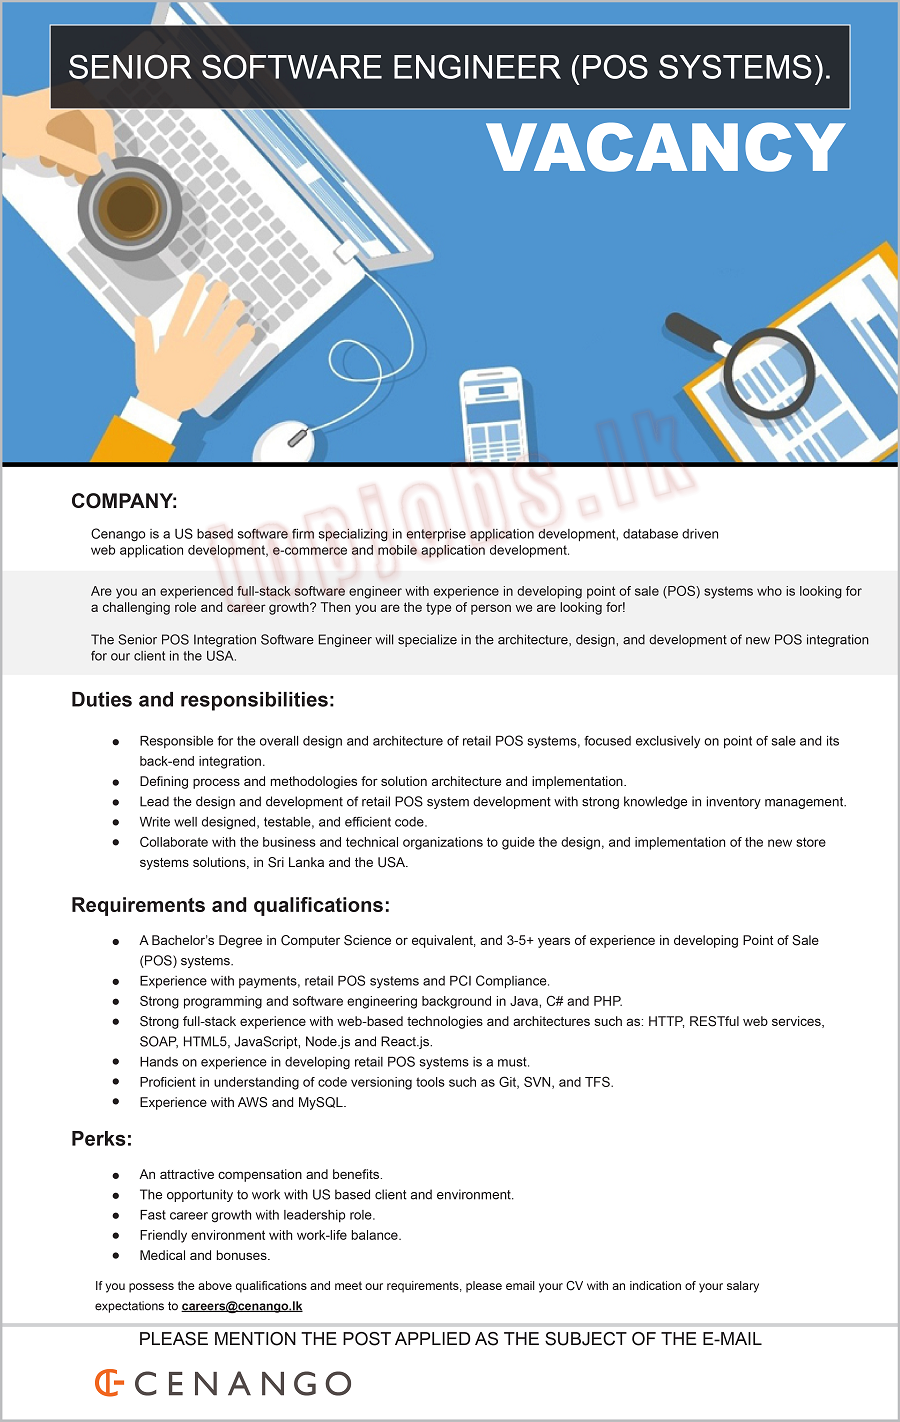 SENIOR SOFTWARE ENGINEER (POS SYSTEMS).
VACANCY
topjobs.lk
COMPANY:
Cenango is a US based software firm specializing in enterprise application development, database driven
web application development, e-commerce and mobile application development.
Are you an experienced full-stack software engineer with experience in developing point of sale (POS) systems who is looking for
a challenging role and career growth? Then you are the type of person we are looking for!
The Senior POS Integration Software Engineer will specialize in the architecture, design, and development of new POS integration
for our client in the USA.
Duties and responsibilities:
● Responsible for the overall design and architecture of retail POS systems, focused exclusively on point of sale and its
back-end integration.
● Defining process and methodologies for solution architecture and implementation.
● Lead the design and development of retail POS system development with strong knowledge in inventory management.
● Write well designed, testable, and efficient code.
● Collaborate with the business and technical organizations to guide the design, and implementation of the new store
systems solutions, in Sri Lanka and the USA.
Requirements and qualifications:
● A Bachelor's Degree in Computer Science or equivalent, and 3-5+ years of experience in developing Point of Sale
(POS) systems.
● Experience with payments, retail POS systems and PCI Compliance.
● Strong programming and software engineering background in Java, C# and PHP.
● Strong full-stack experience with web-based technologies and architectures such as: HTTP, RESTful web services,
SOAP, HTML5, JavaScript, Node.js and React.js.
● Hands on experience in developing retail POS systems is a must.
● Proficient in understanding of code versioning tools such as Git, SVN, and TFS.
● Experience with AWS and MySQL.
Perks:
● An attractive compensation and benefits.
● The opportunity to work with US based client and environment.
● Fast career growth with leadership role.
● Friendly environment with work-life balance.
● Medical and bonuses.
If you possess the above qualifications and meet our requirements, please email your CV with an indication of your salary
expectations to careers@cenango.lk
PLEASE MENTION THE POST APPLIED AS THE SUBJECT OF THE E-MAIL
CENANGO